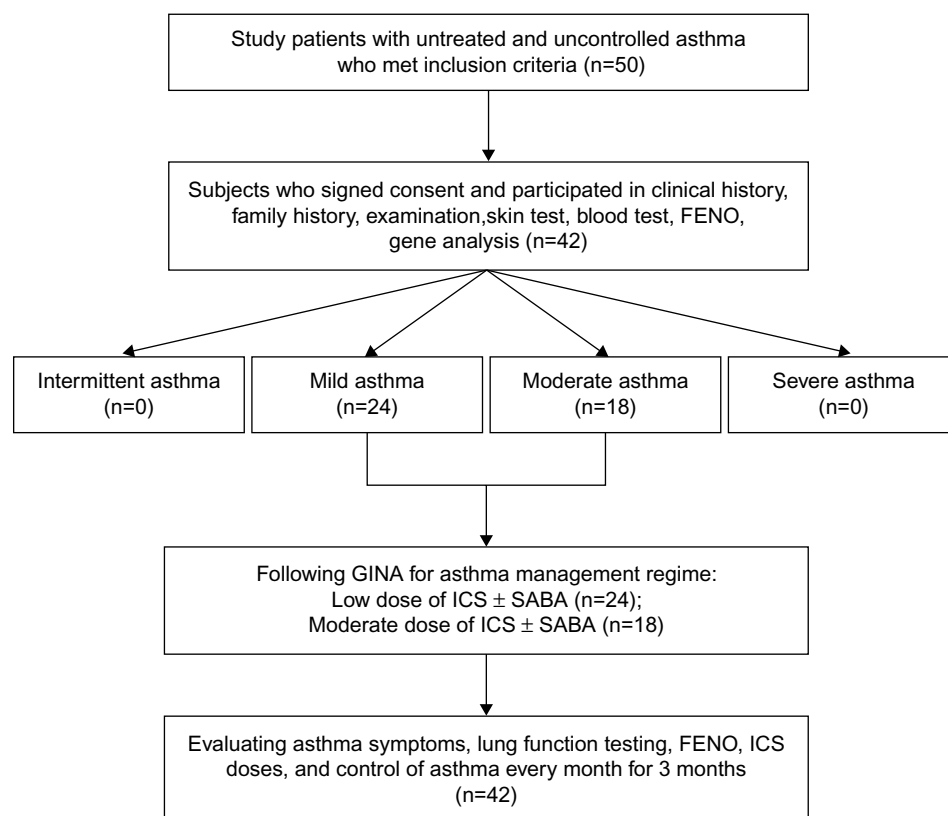 Study patients with untreated and uncontrolled asthma
who met inclusion criteria (n=50)
Subjects who signed consent and participated in clinical history,
family history, examination,skin test, blood test, FENO,
gene analysis (n=42)
Intermittent asthma
(n=0)
Mild asthma
(n=24)
Moderate asthma
(n=18)
Severe asthma
(n=0)
Following GINA for asthma management regime:
Low dose of ICS ± SABA (n=24);
Moderate dose of ICS ± SABA (n=18)
Evaluating asthma symptoms, lung function testing, FENO, ICS
doses, and control of asthma every month for 3 months
(n=42)